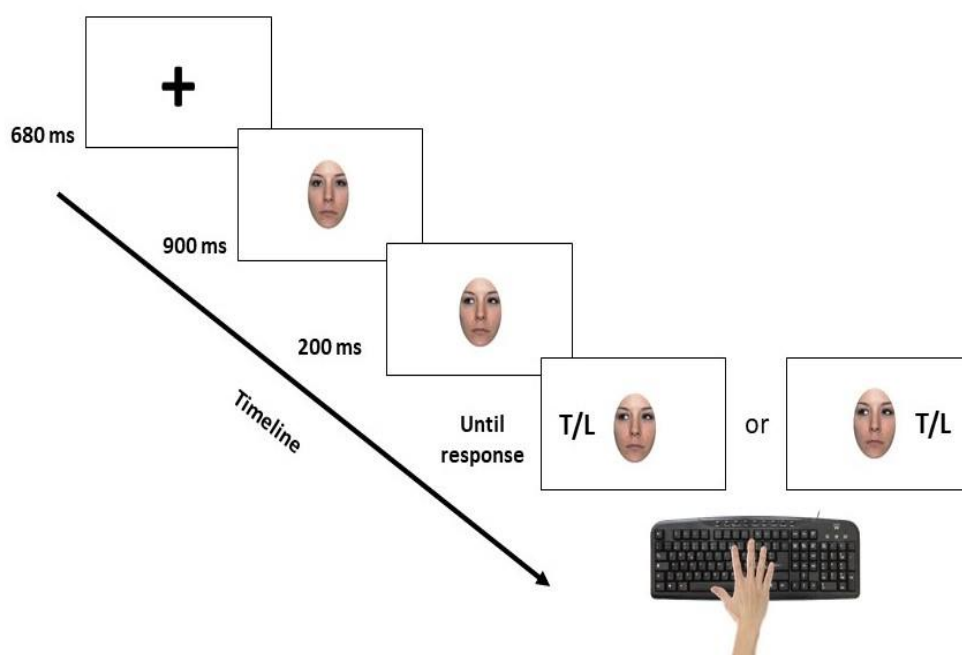 680 ms
900 ms
200 ms
Timeline
Until
response
T/L
or
T/L